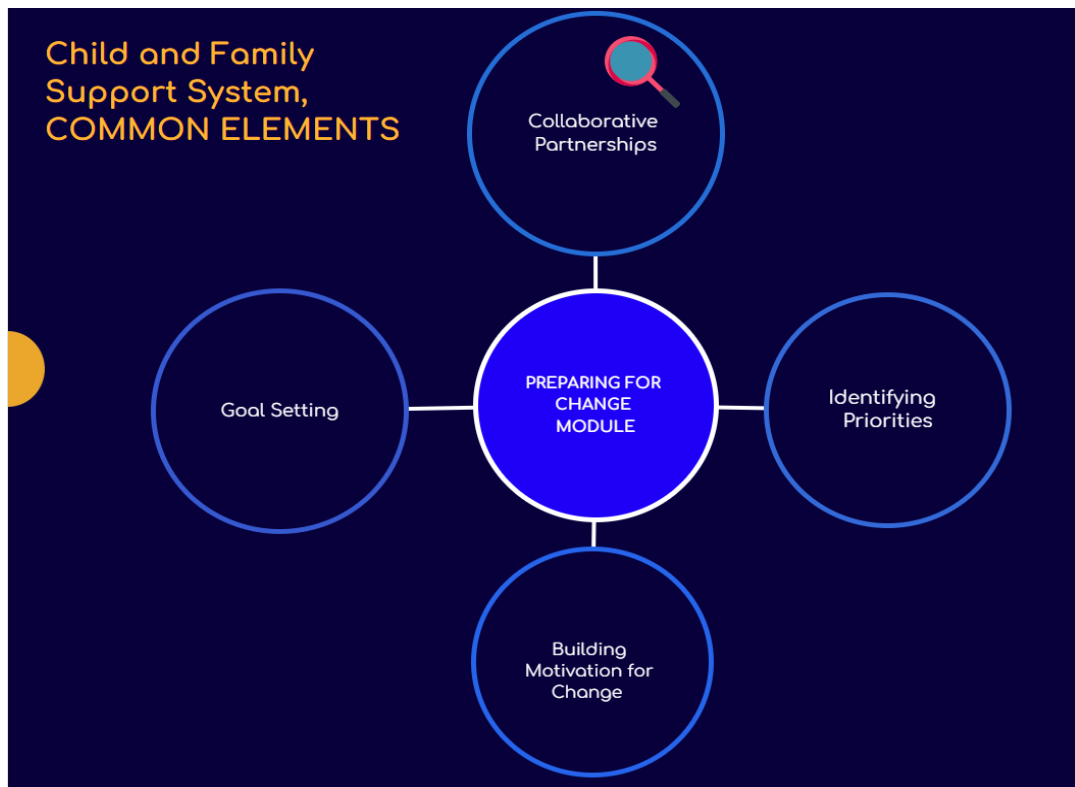 Child and Family
Support System,
COMMON ELEMENTS
Collaborative
Partnerships
PREPARING FOR
CHANGE
MODULE
Goal Setting
Identifying
Priorities
Building
Motivation for
Change